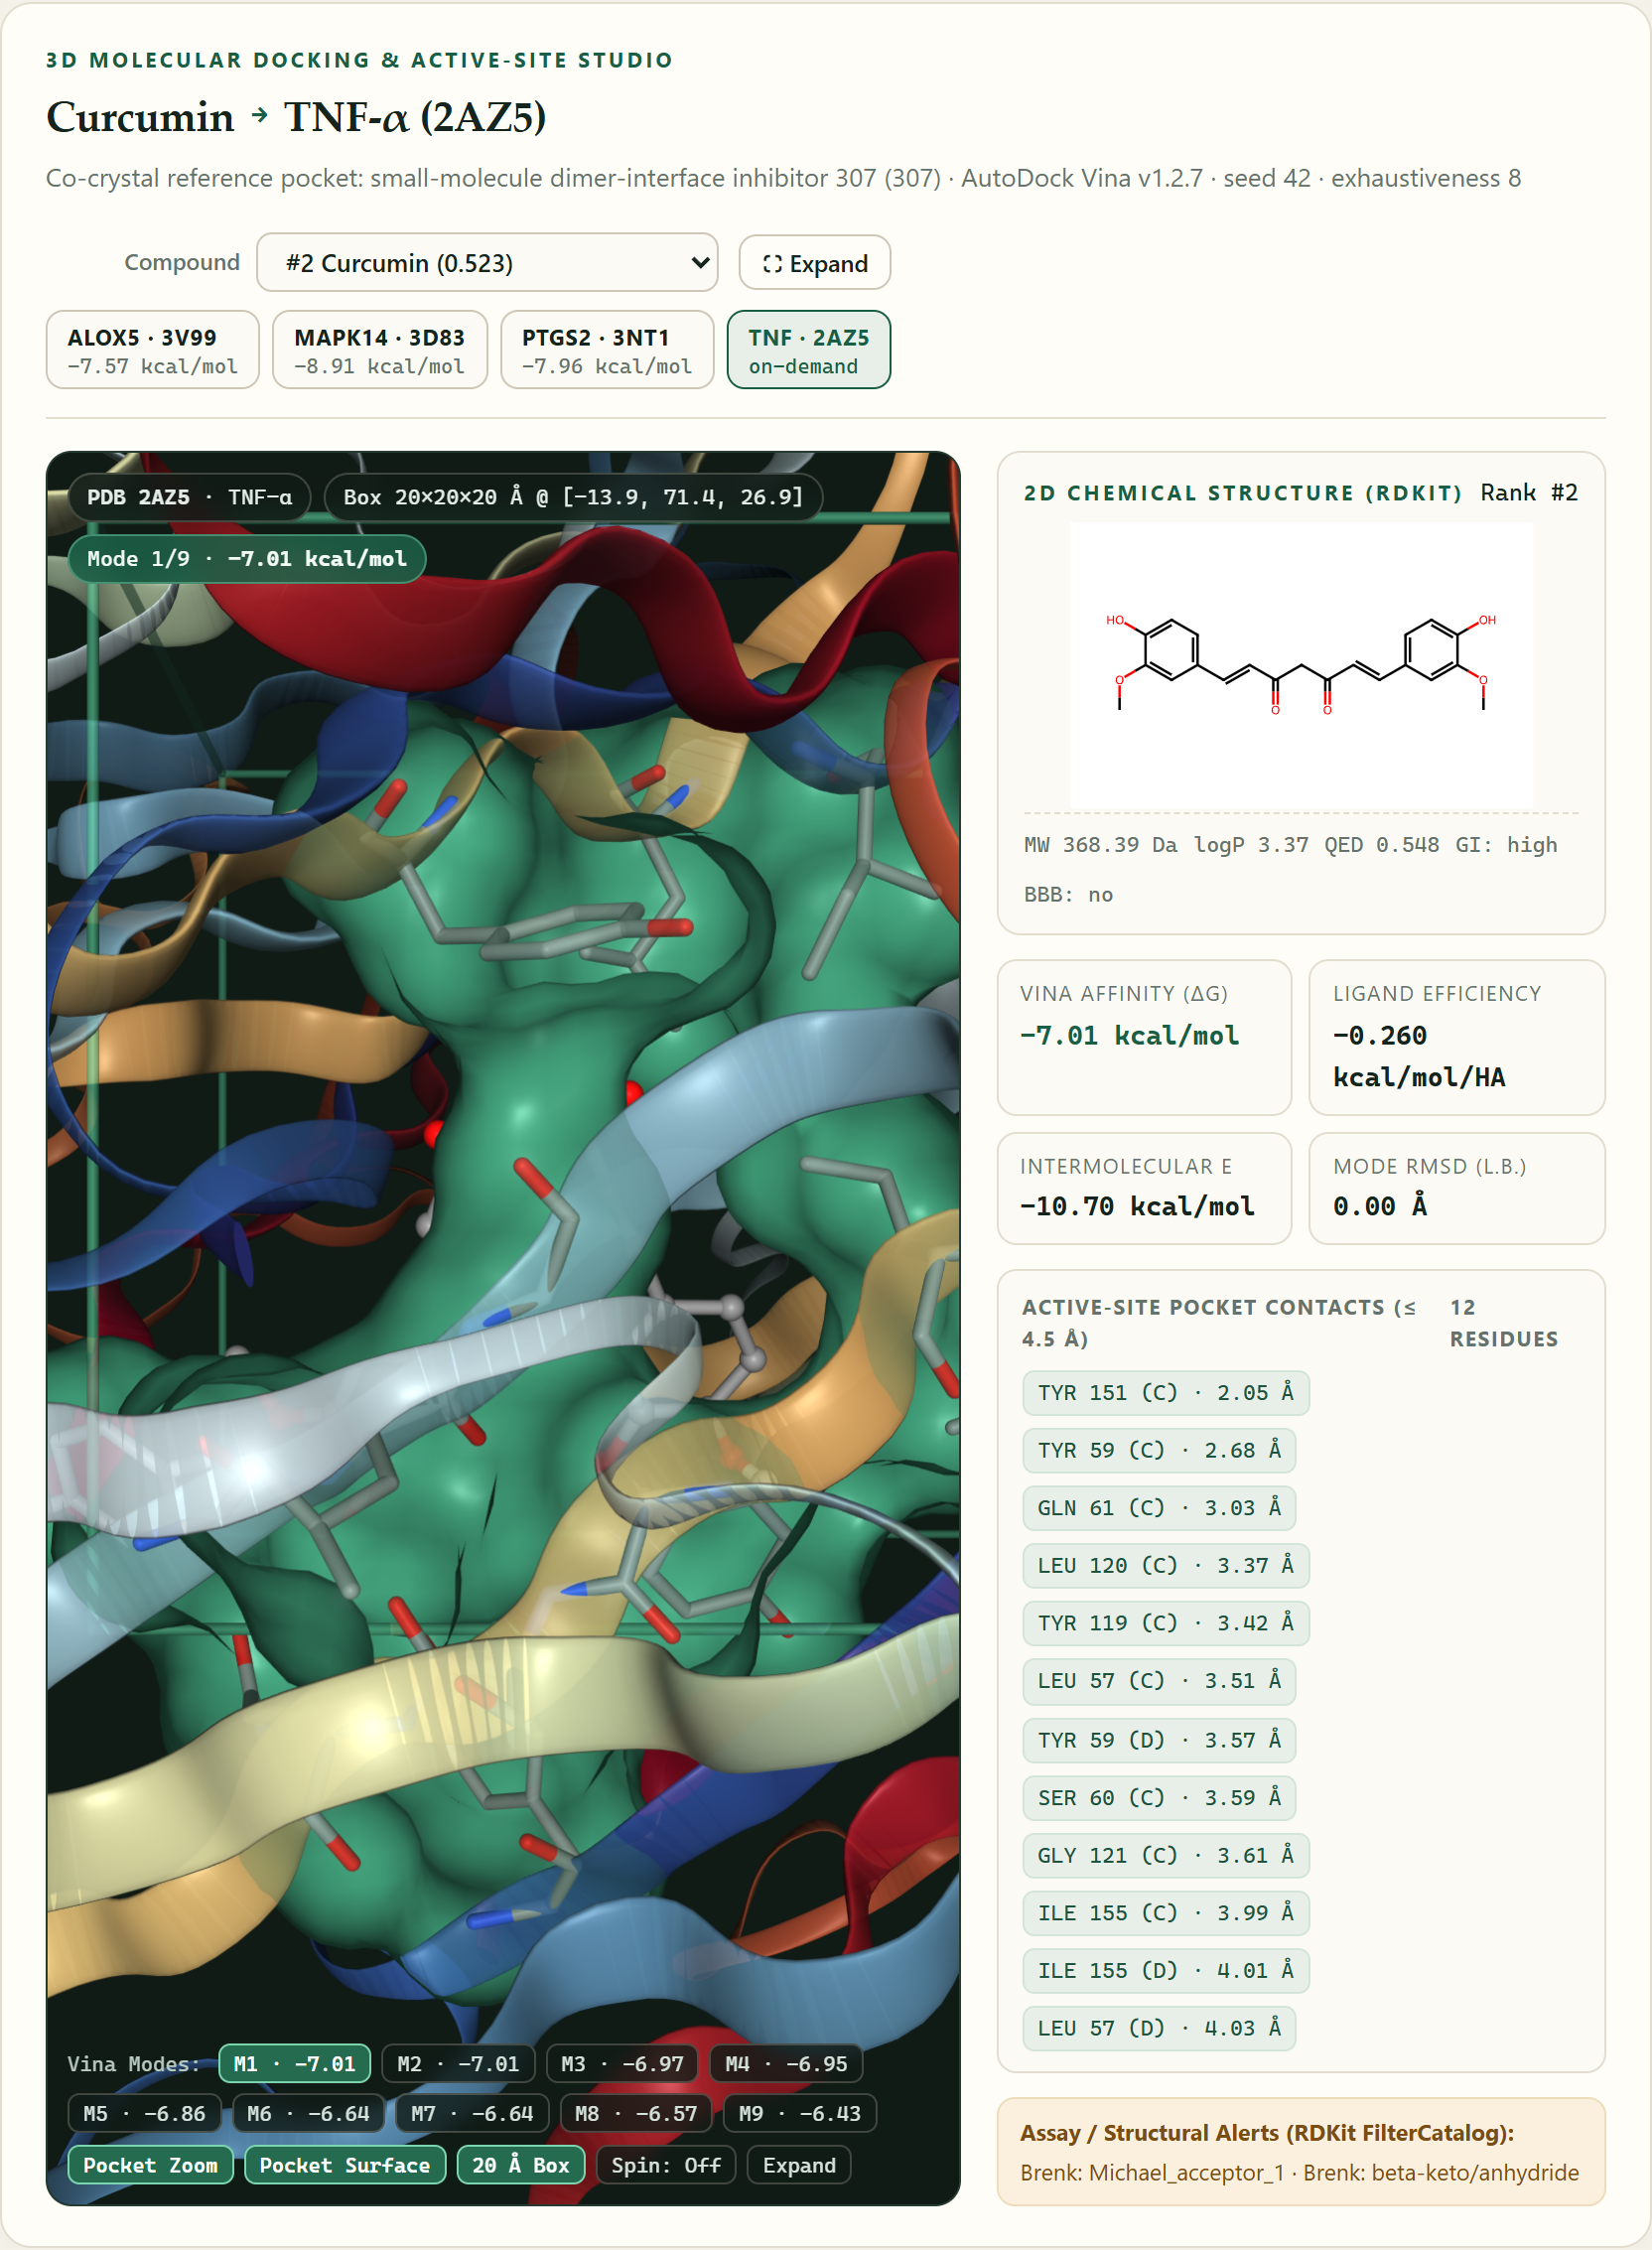 3D MOLECULAR DOCKING & ACTIVE-SITE STUDIO
Curcumin → TNF-α (2AZ5)
Co-crystal reference pocket: small-molecule dimer-interface inhibitor 307 (307) · AutoDock Vina v1.2.7 · seed 42 · exhaustiveness 8
Compound #2 Curcumin (0.523) Expand
ALOX5 · 3V99 MAPK14 · 3D83 PTGS2 · 3NT1 TNF · 2AZ5
−7.57 kcal/mol −8.91 kcal/mol −7.96 kcal/mol on-demand
PDB 2AZ5 · TNF-α Box 20×20×20 Å @ [−13.9, 71.4, 26.9]
Mode 1/9 · −7.01 kcal/mol
Vina Modes: M1 · −7.01 M2 · −7.01 M3 · −6.97 M4 · −6.95
M5 · −6.86 M6 · −6.64 M7 · −6.64 M8 · −6.57 M9 · −6.43
Pocket Zoom Pocket Surface 20 Å Box Spin: Off Expand
2D CHEMICAL STRUCTURE (RDKIT) Rank #2
HO OH
O O
O O
MW 368.39 Da logP 3.37 QED 0.548 GI: high
BBB: no
VINA AFFINITY (ΔG)
−7.01 kcal/mol
LIGAND EFFICIENCY
−0.260
kcal/mol/HA
INTERMOLECULAR E
−10.70 kcal/mol
MODE RMSD (L.B.)
0.00 Å
ACTIVE-SITE POCKET CONTACTS (≤
4.5 Å)
12
RESIDUES
TYR 151 (C) · 2.05 Å
TYR 59 (C) · 2.68 Å
GLN 61 (C) · 3.03 Å
LEU 120 (C) · 3.37 Å
TYR 119 (C) · 3.42 Å
LEU 57 (C) · 3.51 Å
TYR 59 (D) · 3.57 Å
SER 60 (C) · 3.59 Å
GLY 121 (C) · 3.61 Å
ILE 155 (C) · 3.99 Å
ILE 155 (D) · 4.01 Å
LEU 57 (D) · 4.03 Å
Assay / Structural Alerts (RDKit FilterCatalog):
Brenk: Michael_acceptor_1 · Brenk: beta-keto/anhydride